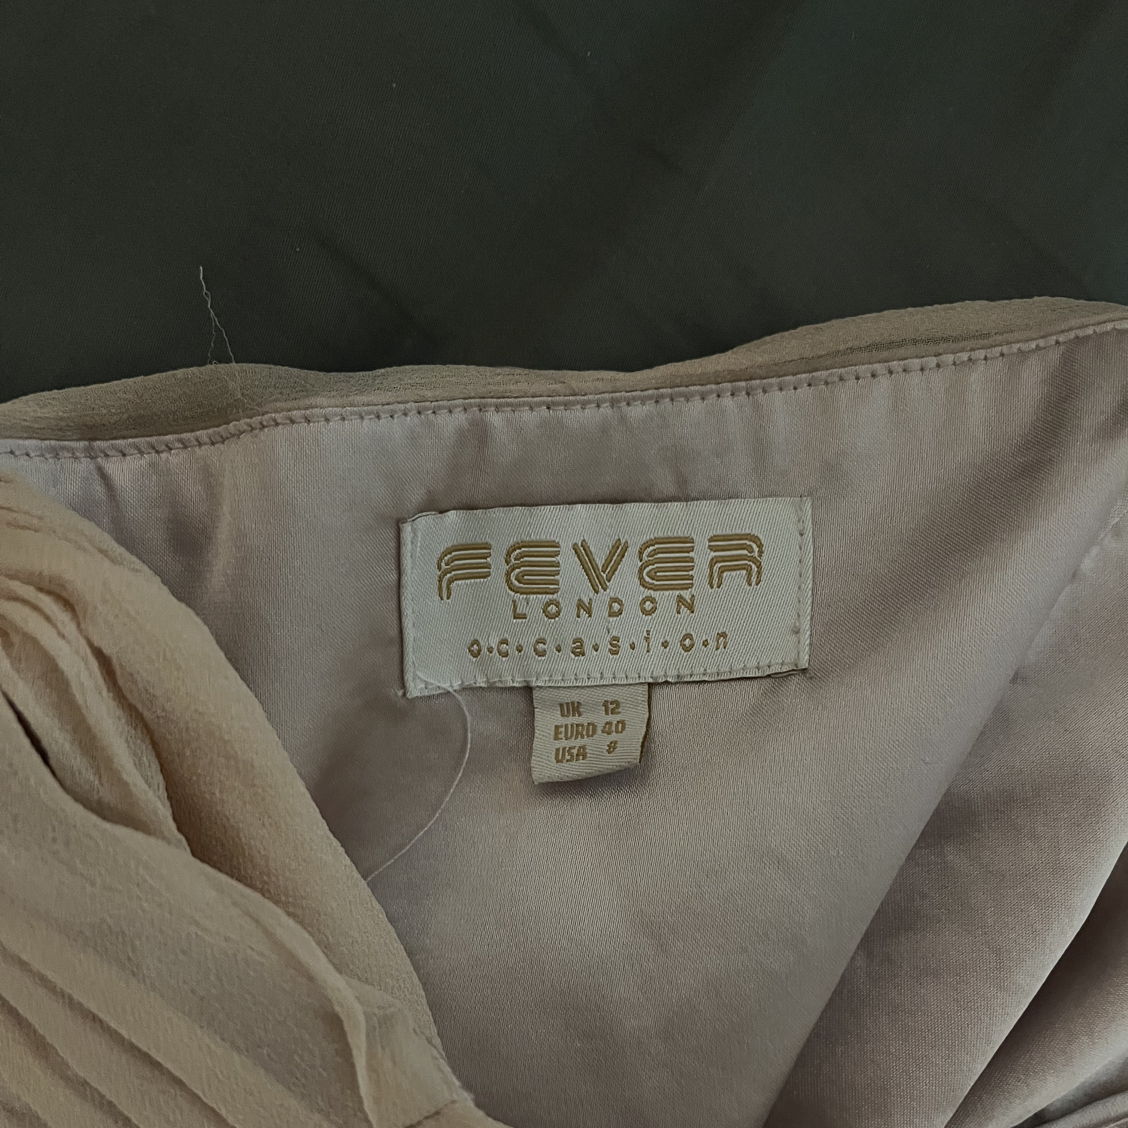 FEVER
LONDON
o•c•c•a•s•i•o•n
UK 12
EURO 40
USA 8